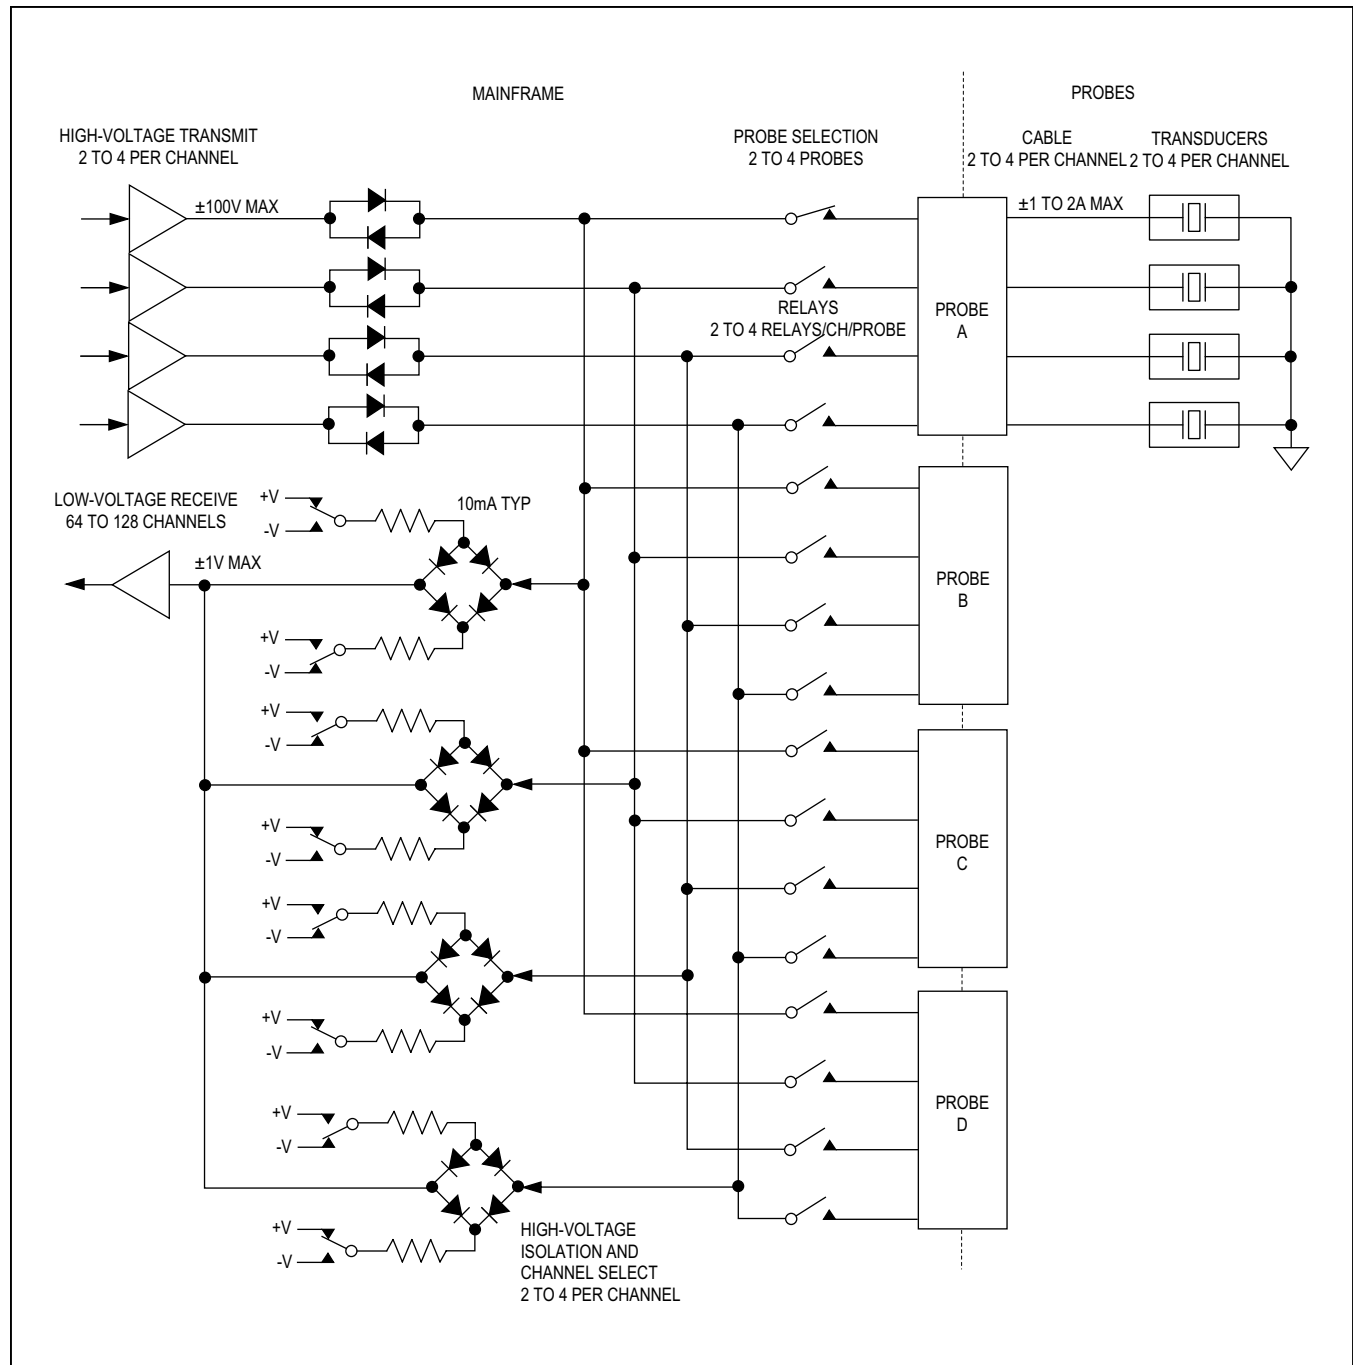 MAINFRAME
PROBES
HIGH-VOLTAGE TRANSMIT
2 TO 4 PER CHANNEL
PROBE SELECTION
2 TO 4 PROBES
CABLE
2 TO 4 PER CHANNEL
TRANSDUCERS
2 TO 4 PER CHANNEL
±100V MAX
±1 TO 2A MAX
RELAYS
2 TO 4 RELAYS/CH/PROBE
PROBE
A
LOW-VOLTAGE RECEIVE
64 TO 128 CHANNELS
+V
-V
10mA TYP
±1V MAX
PROBE
B
+V
-V
+V
-V
+V
-V
PROBE
C
+V
-V
+V
-V
+V
-V
PROBE
D
+V
-V
HIGH-VOLTAGE
ISOLATION AND
CHANNEL SELECT
2 TO 4 PER CHANNEL